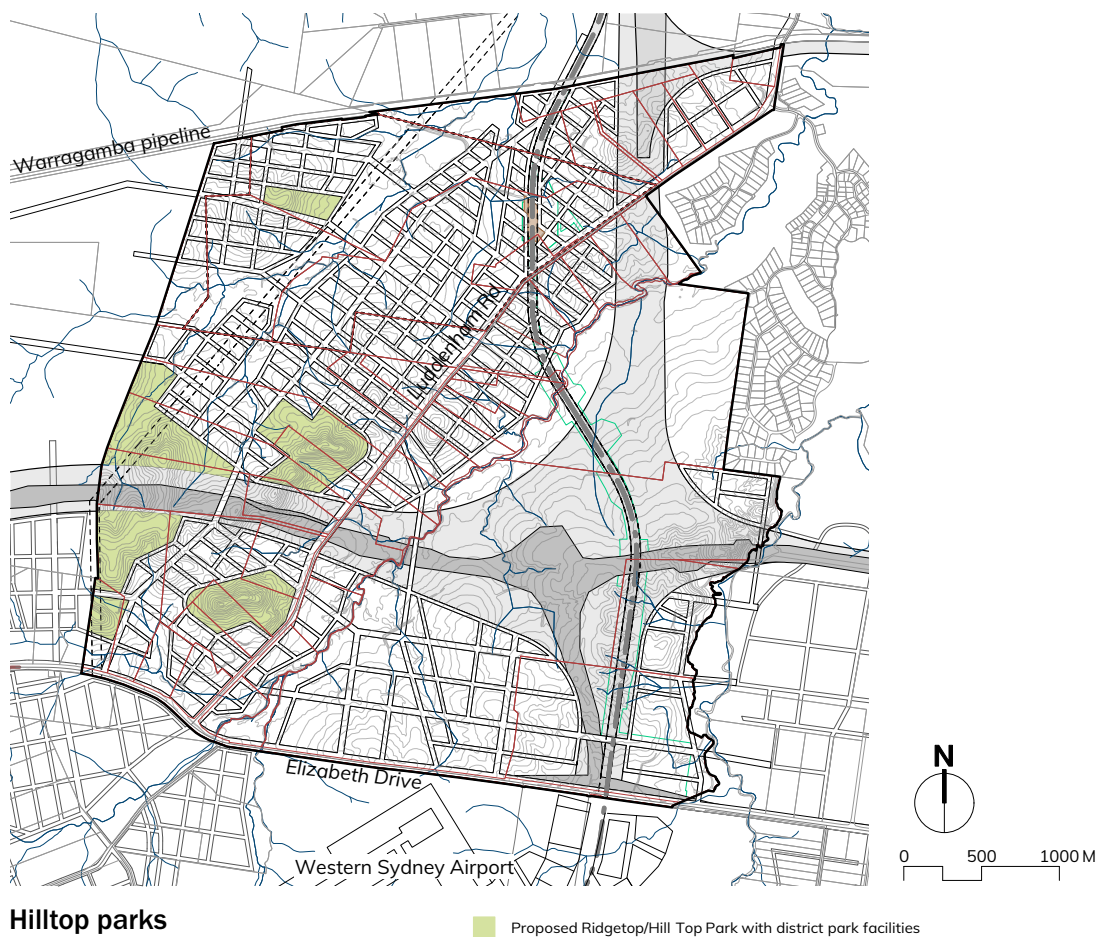 Warragamba pipeline
Luddenham Rd
Elizabeth Drive
Western Sydney Airport
N
0 500 1000 M
Hilltop parks
Proposed Ridgetop/Hill Top Park with district park facilities